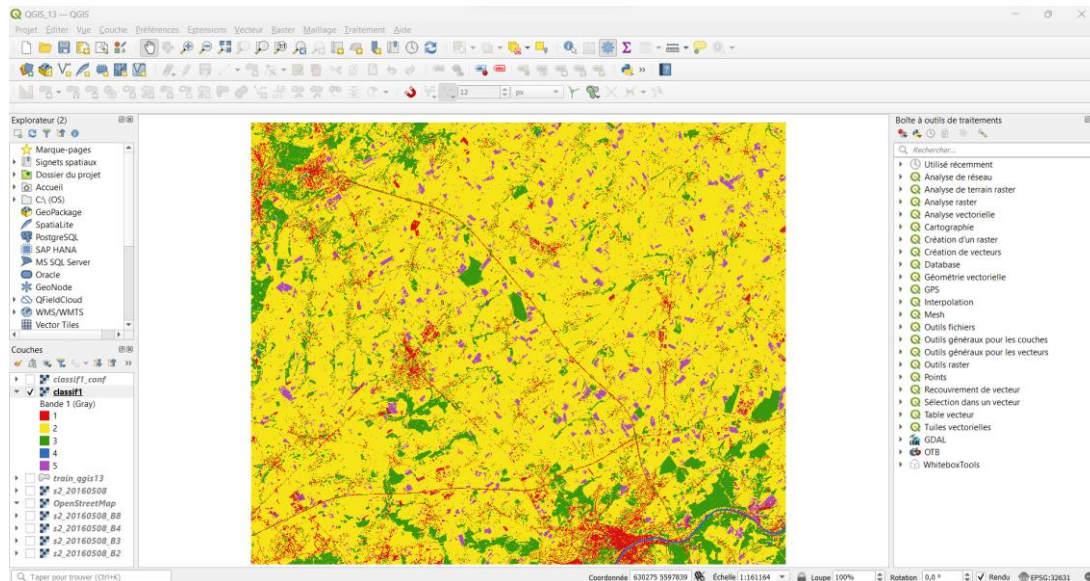 QGIS_13 — QGIS
Projet Éditer Vue Couche Préférences Extensions Vecteur Raster Maillage Traitement Aide
12 px
Explorateur (2)
Marque-pages
Signets spatiaux
Dossier du projet
Accueil
C:\ (OS)
GeoPackage
SpatiaLite
PostgreSQL
SAP HANA
MS SQL Server
Oracle
GeoNode
QFieldCloud
WMS/WMTS
Vector Tiles
Couches
classif1_conf
classif1
Bande 1 (Gray)
1
2
3
4
5
train_qgis13
s2_20160508
OpenStreetMap
s2_20160508_B8
s2_20160508_B4
s2_20160508_B3
s2_20160508_B2
Boîte à outils de traitements
Rechercher...
Utilisé récemment
Analyse de réseau
Analyse de terrain raster
Analyse raster
Analyse vectorielle
Cartographie
Création d'un raster
Création de vecteurs
Database
Géométrie vectorielle
GPS
Interpolation
Mesh
Outils fichiers
Outils généraux pour les couches
Outils généraux pour les vecteurs
Outils raster
Points
Recouvrement de vecteur
Sélection dans un vecteur
Table vecteur
Tuiles vectorielles
GDAL
OTB
WhiteboxTools
Taper pour trouver (Ctrl+K)
Coordonnée 630275 5597839 Échelle 1:161164 Loupe 100% Rotation 0,0 ° Rendu EPSG:32631